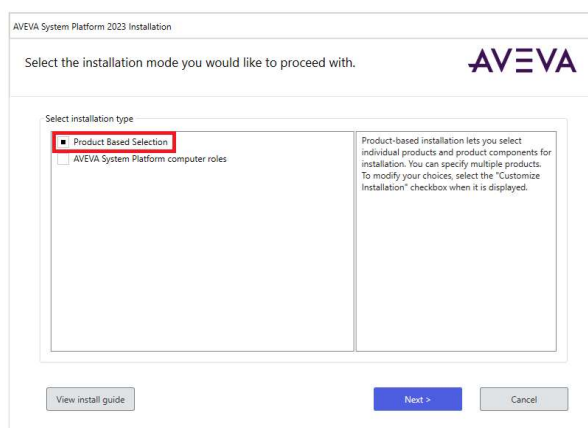 AVEVA System Platform 2023 Installation
Select the installation mode you would like to proceed with.
AVEVA
Select installation type
Product Based Selection
AVEVA System Platform computer roles
Product-based installation lets you select
individual products and product components for
installation. You can specify multiple products.
To modify your choices, select the "Customize
Installation" checkbox when it is displayed.
View install guide
Next >
Cancel